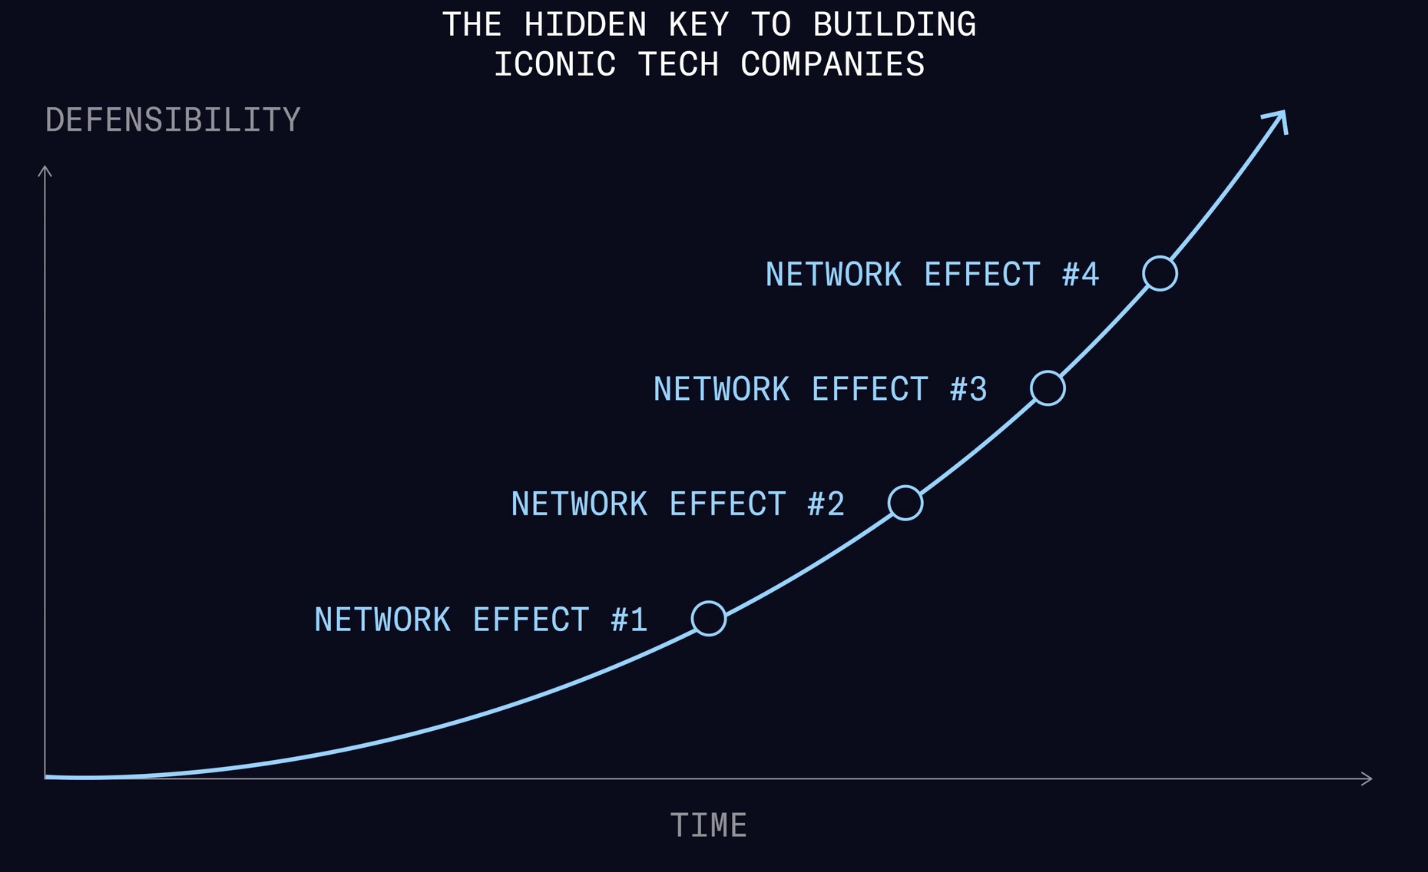 THE HIDDEN KEY TO BUILDING
ICONIC TECH COMPANIES
DEFENSIBILITY
NETWORK EFFECT #4
NETWORK EFFECT #3
NETWORK EFFECT #2
NETWORK EFFECT #1
TIME